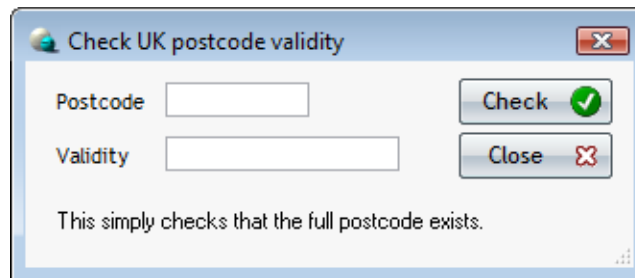 Check UK postcode validity
Postcode
Check
Validity
Close
This simply checks that the full postcode exists.